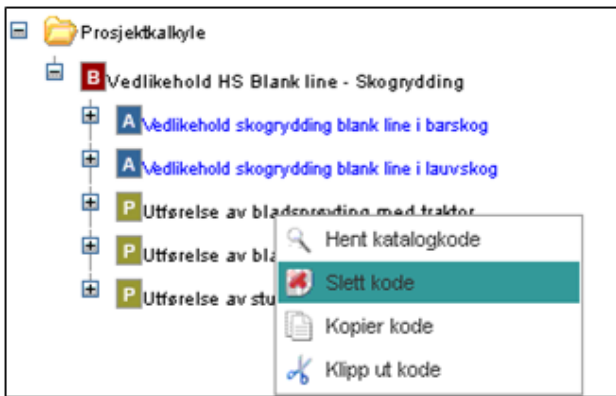 Prosjektkalkyle
B Vedlikehold HS Blank line - Skogrydding
A Vedlikehold skogrydding blank line i barskog
A Vedlikehold skogrydding blank line i lauvskog
P Utførelse av bladsprøyting med traktor
P Utførelse av bla
P Utførelse av stu
Hent katalogkode
Slett kode
Kopier kode
Klipp ut kode